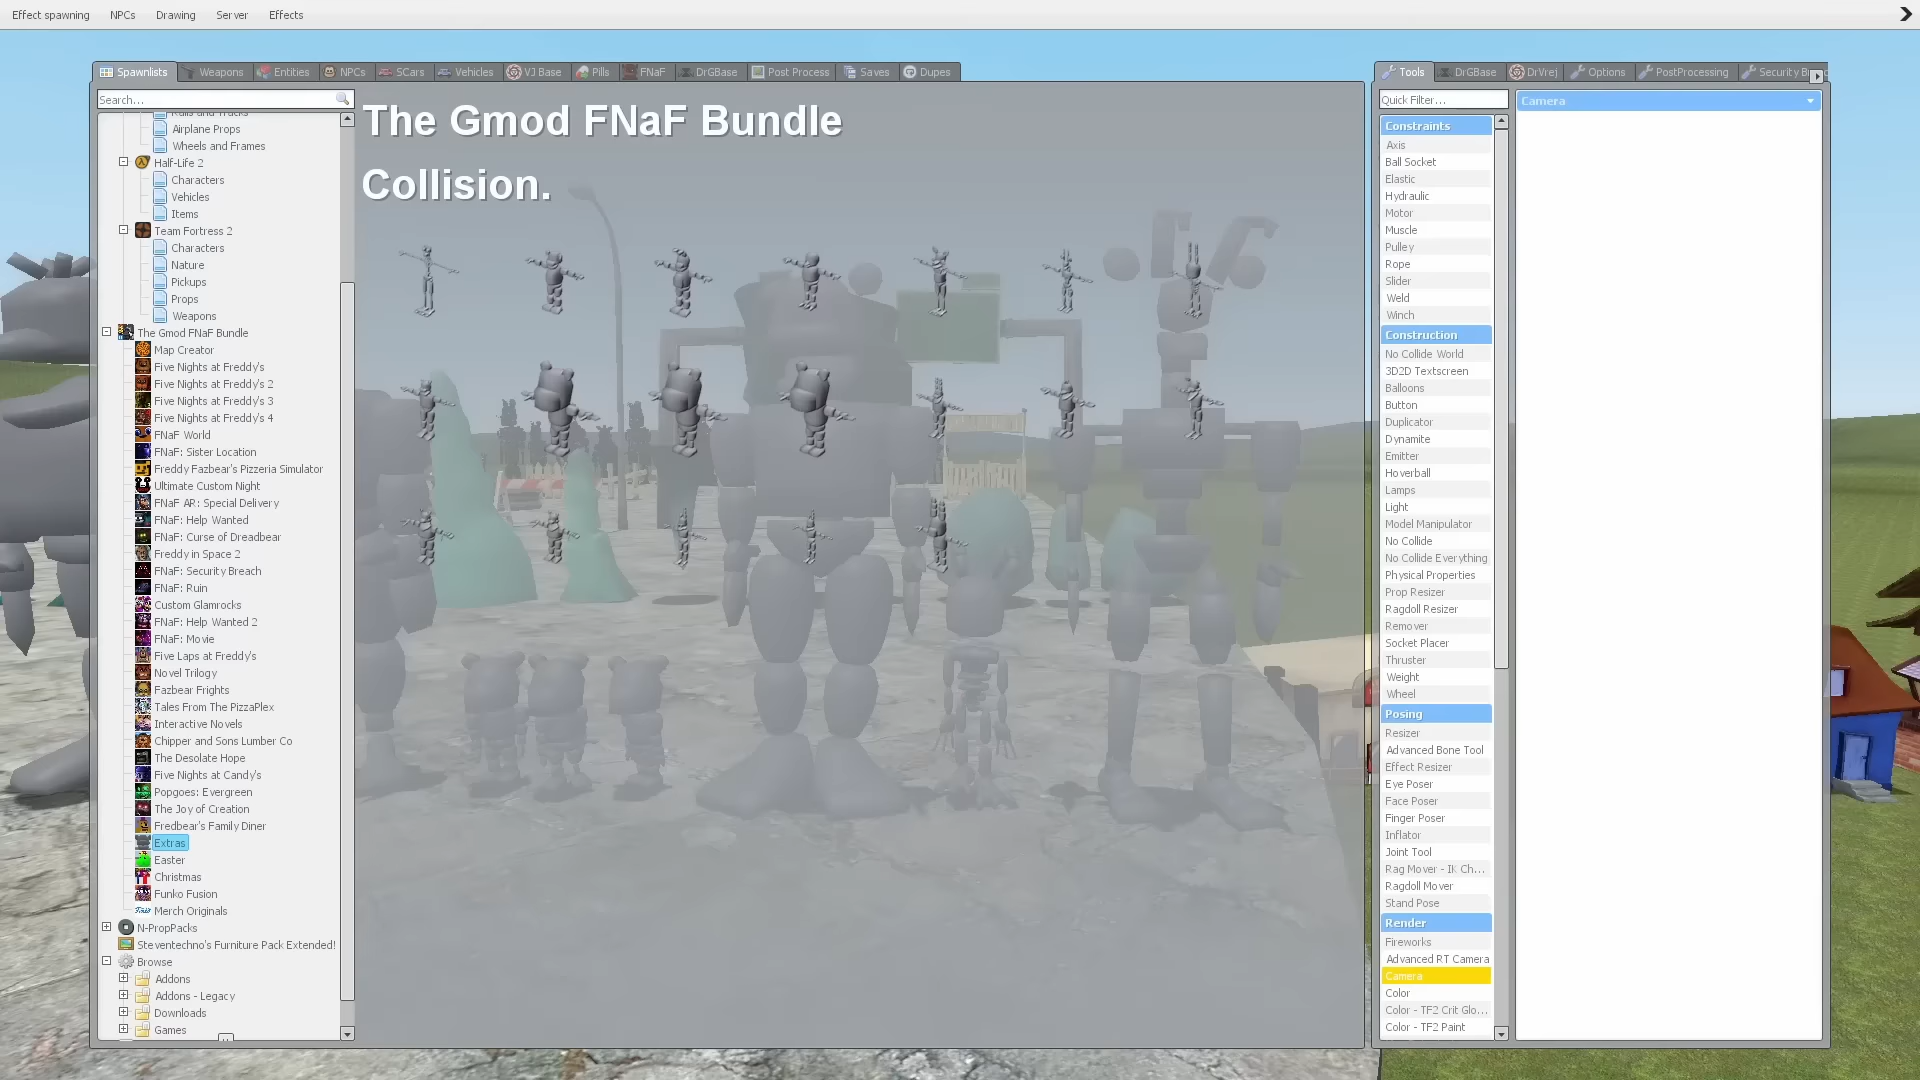 Effect spawning NPCs Drawing Server Effects
Spawnlists Weapons Entities NPCs SCars Vehicles VJ Base Pills FNaF DrGBase Post Process Saves Dupes
Search...
Rails and Trucks
Airplane Props
Wheels and Frames
Half-Life 2
Characters
Vehicles
Items
Team Fortress 2
Characters
Nature
Pickups
Props
Weapons
The Gmod FNaF Bundle
Map Creator
Five Nights at Freddy's
Five Nights at Freddy's 2
Five Nights at Freddy's 3
Five Nights at Freddy's 4
FNaF World
FNaF: Sister Location
Freddy Fazbear's Pizzeria Simulator
Ultimate Custom Night
FNaF AR: Special Delivery
FNaF: Help Wanted
FNaF: Curse of Dreadbear
Freddy in Space 2
FNaF: Security Breach
FNaF: Ruin
Custom Glamrocks
FNaF: Help Wanted 2
FNaF: Movie
Five Laps at Freddy's
Novel Trilogy
Fazbear Frights
Tales From The PizzaPlex
Interactive Novels
Chipper and Sons Lumber Co
The Desolate Hope
Five Nights at Candy's
Popgoes: Evergreen
The Joy of Creation
Fredbear's Family Diner
Extras
Easter
Christmas
Funko Fusion
Merch Originals
N-PropPacks
Steventechno's Furniture Pack Extended!
Browse
Addons
Addons - Legacy
Downloads
Games
The Gmod FNaF Bundle
Collision.
Tools DrGBase DrVrej Options PostProcessing Security
Quick Filter...
Constraints
Axis
Ball Socket
Elastic
Hydraulic
Motor
Muscle
Pulley
Rope
Slider
Weld
Winch
Construction
No Collide World
3D2D Textscreen
Balloons
Button
Duplicator
Dynamite
Emitter
Hoverball
Lamps
Light
Model Manipulator
No Collide
No Collide Everything
Physical Properties
Prop Resizer
Ragdoll Resizer
Remover
Socket Placer
Thruster
Weight
Wheel
Posing
Resizer
Advanced Bone Tool
Effect Resizer
Eye Poser
Face Poser
Finger Poser
Inflator
Joint Tool
Rag Mover - IK Ch...
Ragdoll Mover
Stand Pose
Render
Fireworks
Advanced RT Camera
Camera
Color
Color - TF2 Crit Glo...
Color - TF2 Paint
Camera